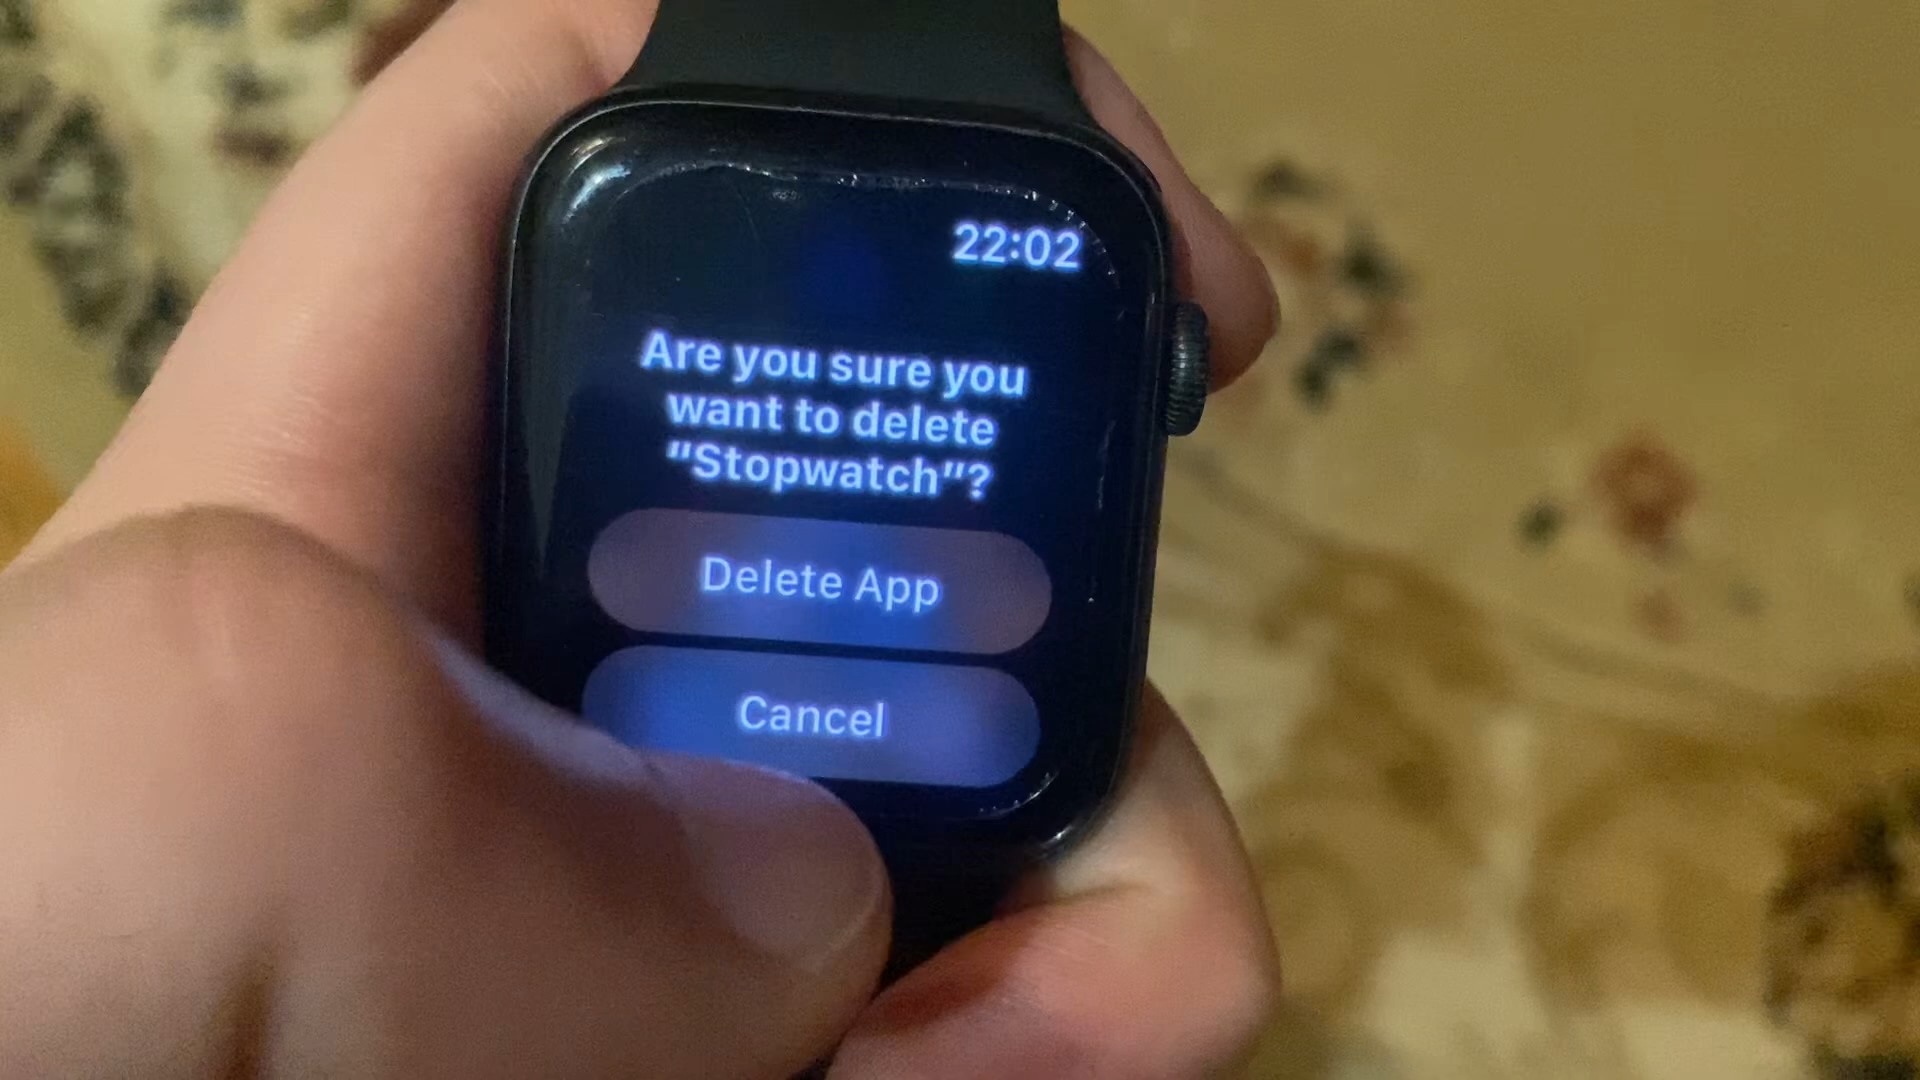 22:02
Are you sure you
want to delete
"Stopwatch"?
Delete App
Cancel